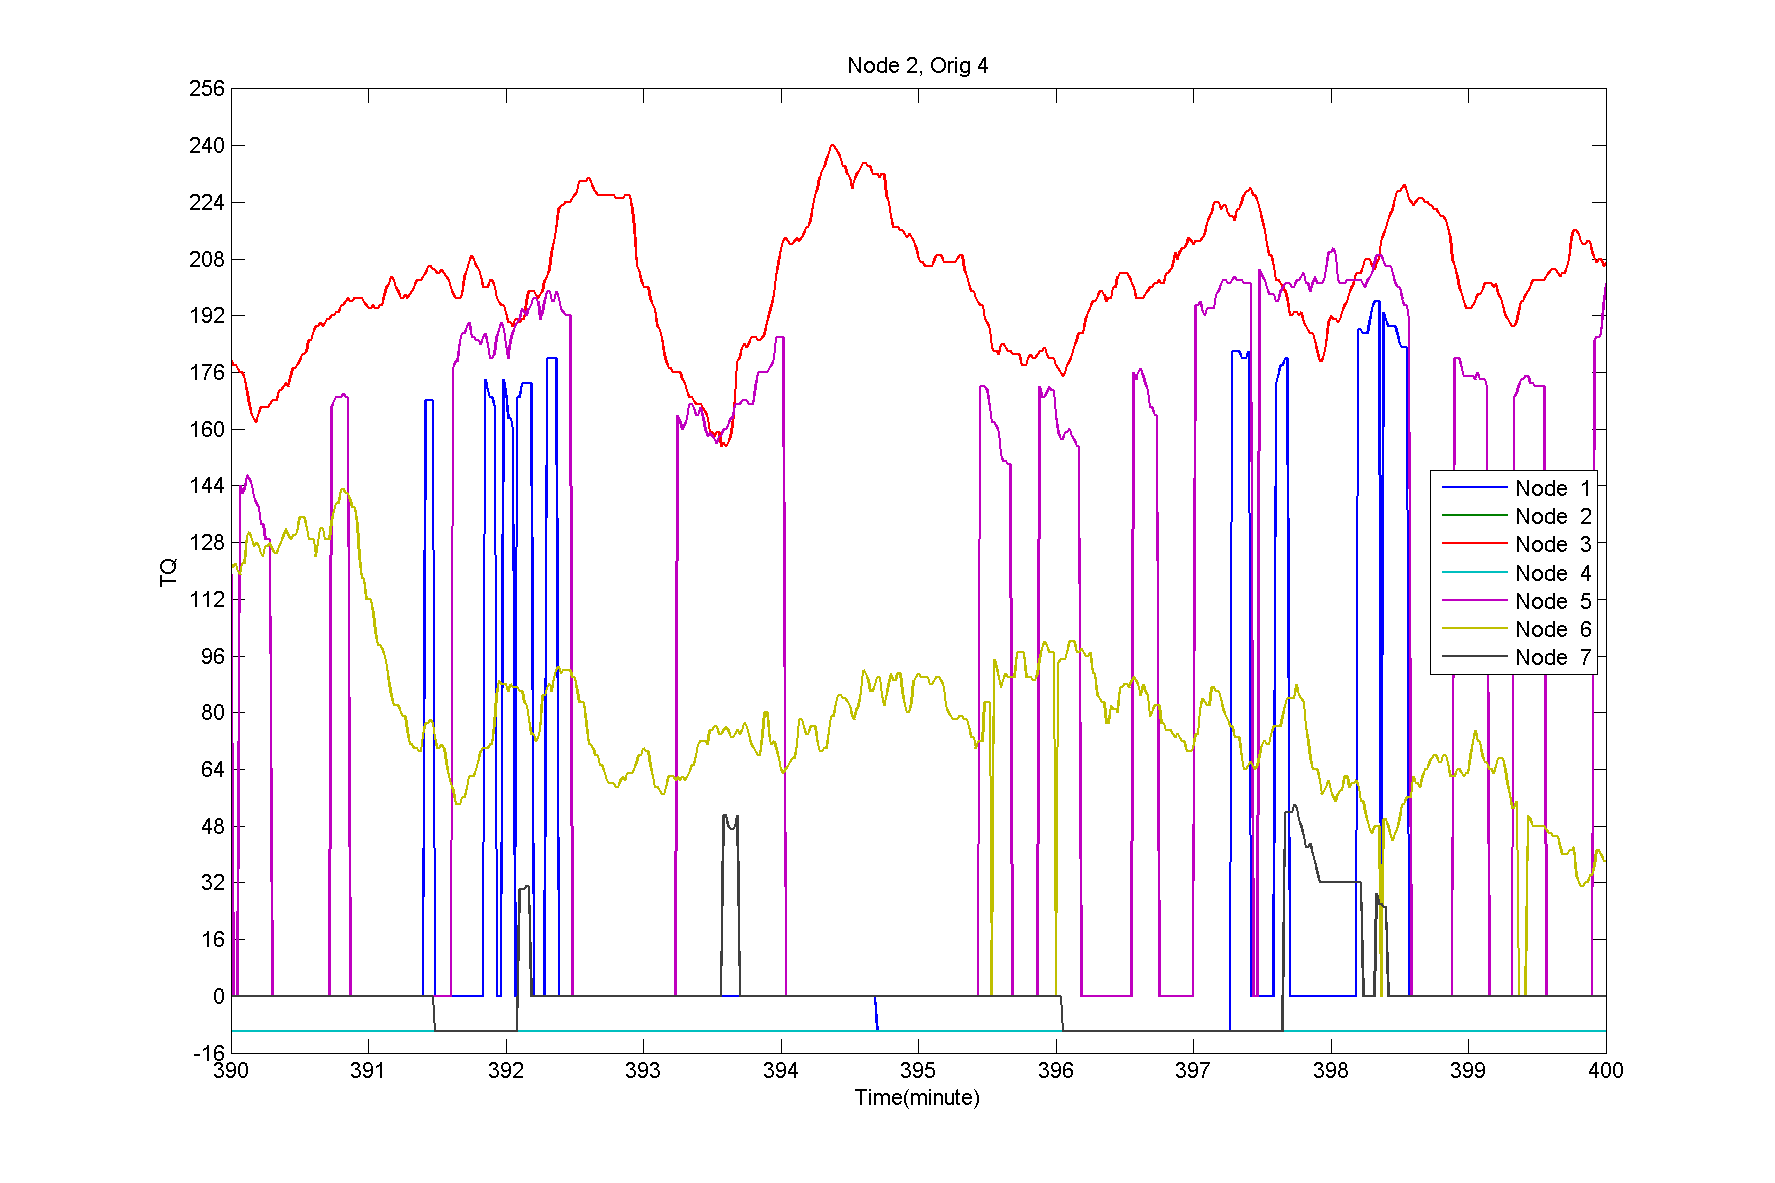 Node 2, Orig 4
256
240
224
208
192
176
160
144
128
112
96
80
64
48
32
16
0
-16
TQ
390 391 392 393 394 395 396 397 398 399 400
Time(minute)
Node 1
Node 2
Node 3
Node 4
Node 5
Node 6
Node 7